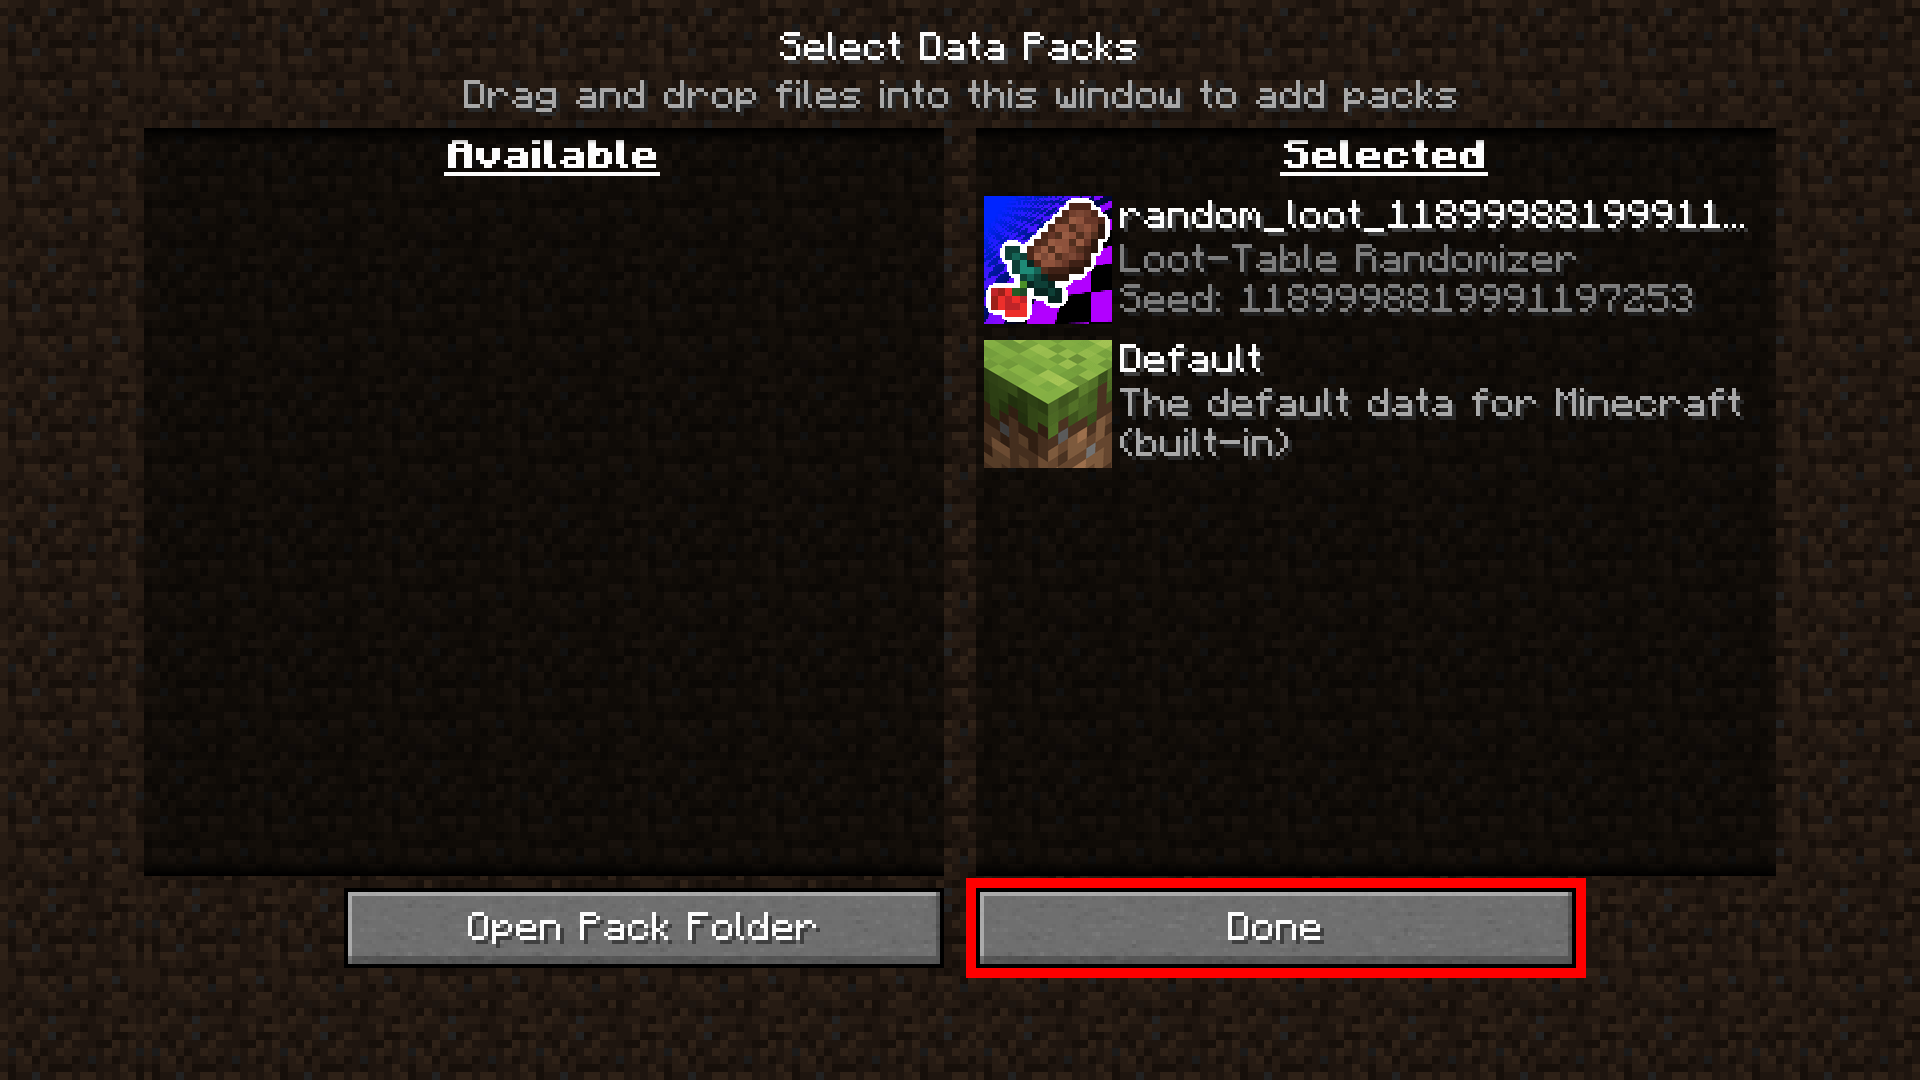 Select Data Packs
Drag and drop files into this window to add packs
Available
Selected
random_loot_11899988199911...
Loot-Table Randomizer
Seed: 1189998819991197253
Default
The default data for Minecraft
(built-in)
Open Pack Folder
Done